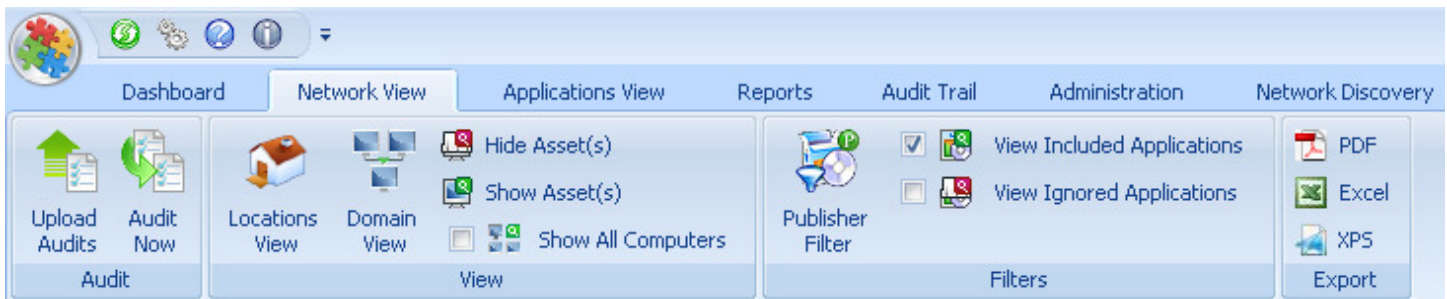 Dashboard Network View Applications View Reports Audit Trail Administration Network Discovery
Upload Audits
Audit Now
Audit
Locations View
Domain View
Hide Asset(s)
Show Asset(s)
Show All Computers
View
Publisher Filter
View Included Applications
View Ignored Applications
Filters
PDF
Excel
XPS
Export